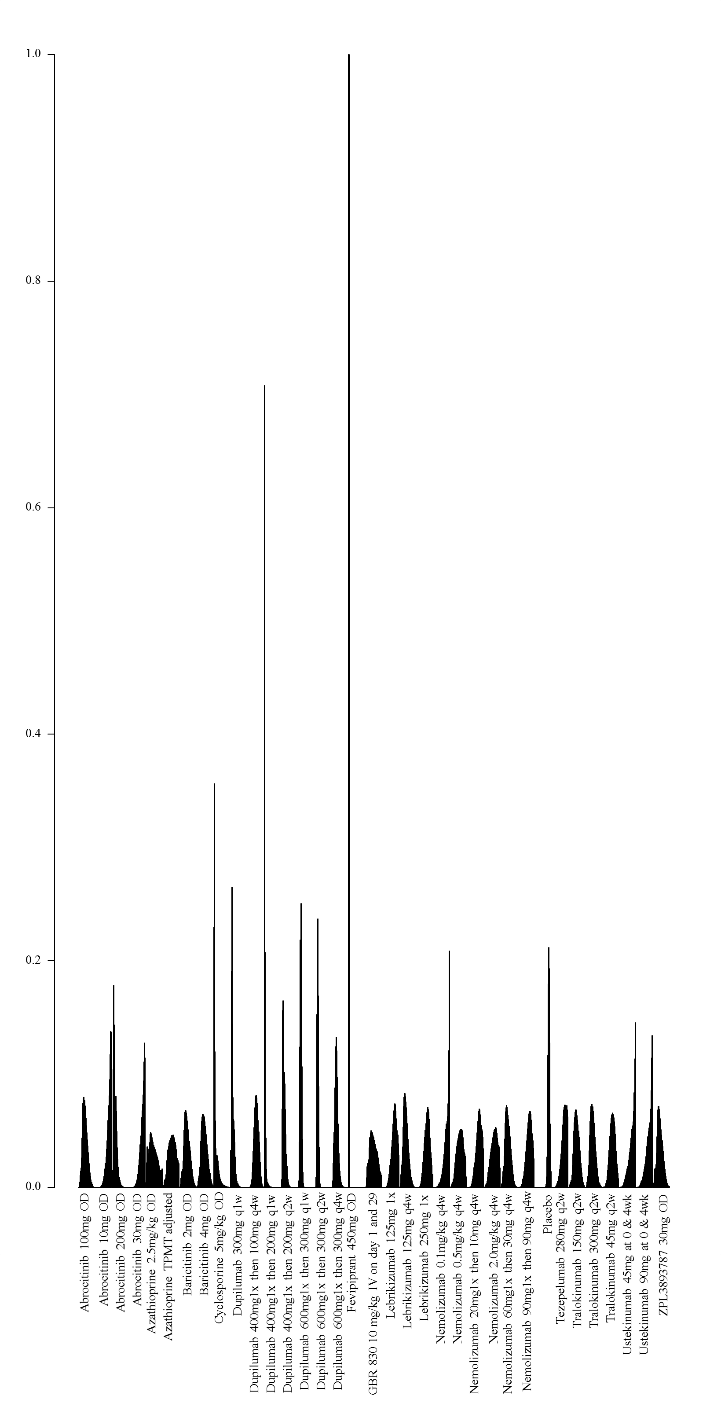 1.0
0.8
0.6
0.4
0.2
0.0
Abrocitinib 100mg OD
Abrocitinib 10mg OD
Abrocitinib 200mg OD
Abrocitinib 30mg OD
Azathioprine 2.5mg/kg OD
Azathioprine TPMT adjusted
Baricitinib 2mg OD
Baricitinib 4mg OD
Cyclosporine 5mg/kg OD
Dupilumab 300mg q1w
Dupilumab 400mg1x then 100mg q4w
Dupilumab 400mg1x then 200mg q1w
Dupilumab 400mg1x then 200mg q2w
Dupilumab 600mg1x then 300mg q1w
Dupilumab 600mg1x then 300mg q2w
Dupilumab 600mg1x then 300mg q4w
Fevipiprant 450mg OD
GBR 830 10 mg/kg IV on day 1 and 29
Lebrikizumab 125mg 1x
Lebrikizumab 125mg q4w
Lebrikizumab 250mg 1x
Nemolizumab 0.1mg/kg q4w
Nemolizumab 0.5mg/kg q4w
Nemolizumab 20mg1x then 10mg q4w
Nemolizumab 2.0mg/kg q4w
Nemolizumab 60mg1x then 30mg q4w
Nemolizumab 90mg1x then 90mg q4w
Placebo
Tezepelumab 280mg q2w
Tralokinumab 150mg q2w
Tralokinumab 300mg q2w
Tralokinumab 45mg q2w
Ustekinumab 45mg at 0 & 4wk
Ustekinumab 90mg at 0 & 4wk
ZPL3893787 30mg OD